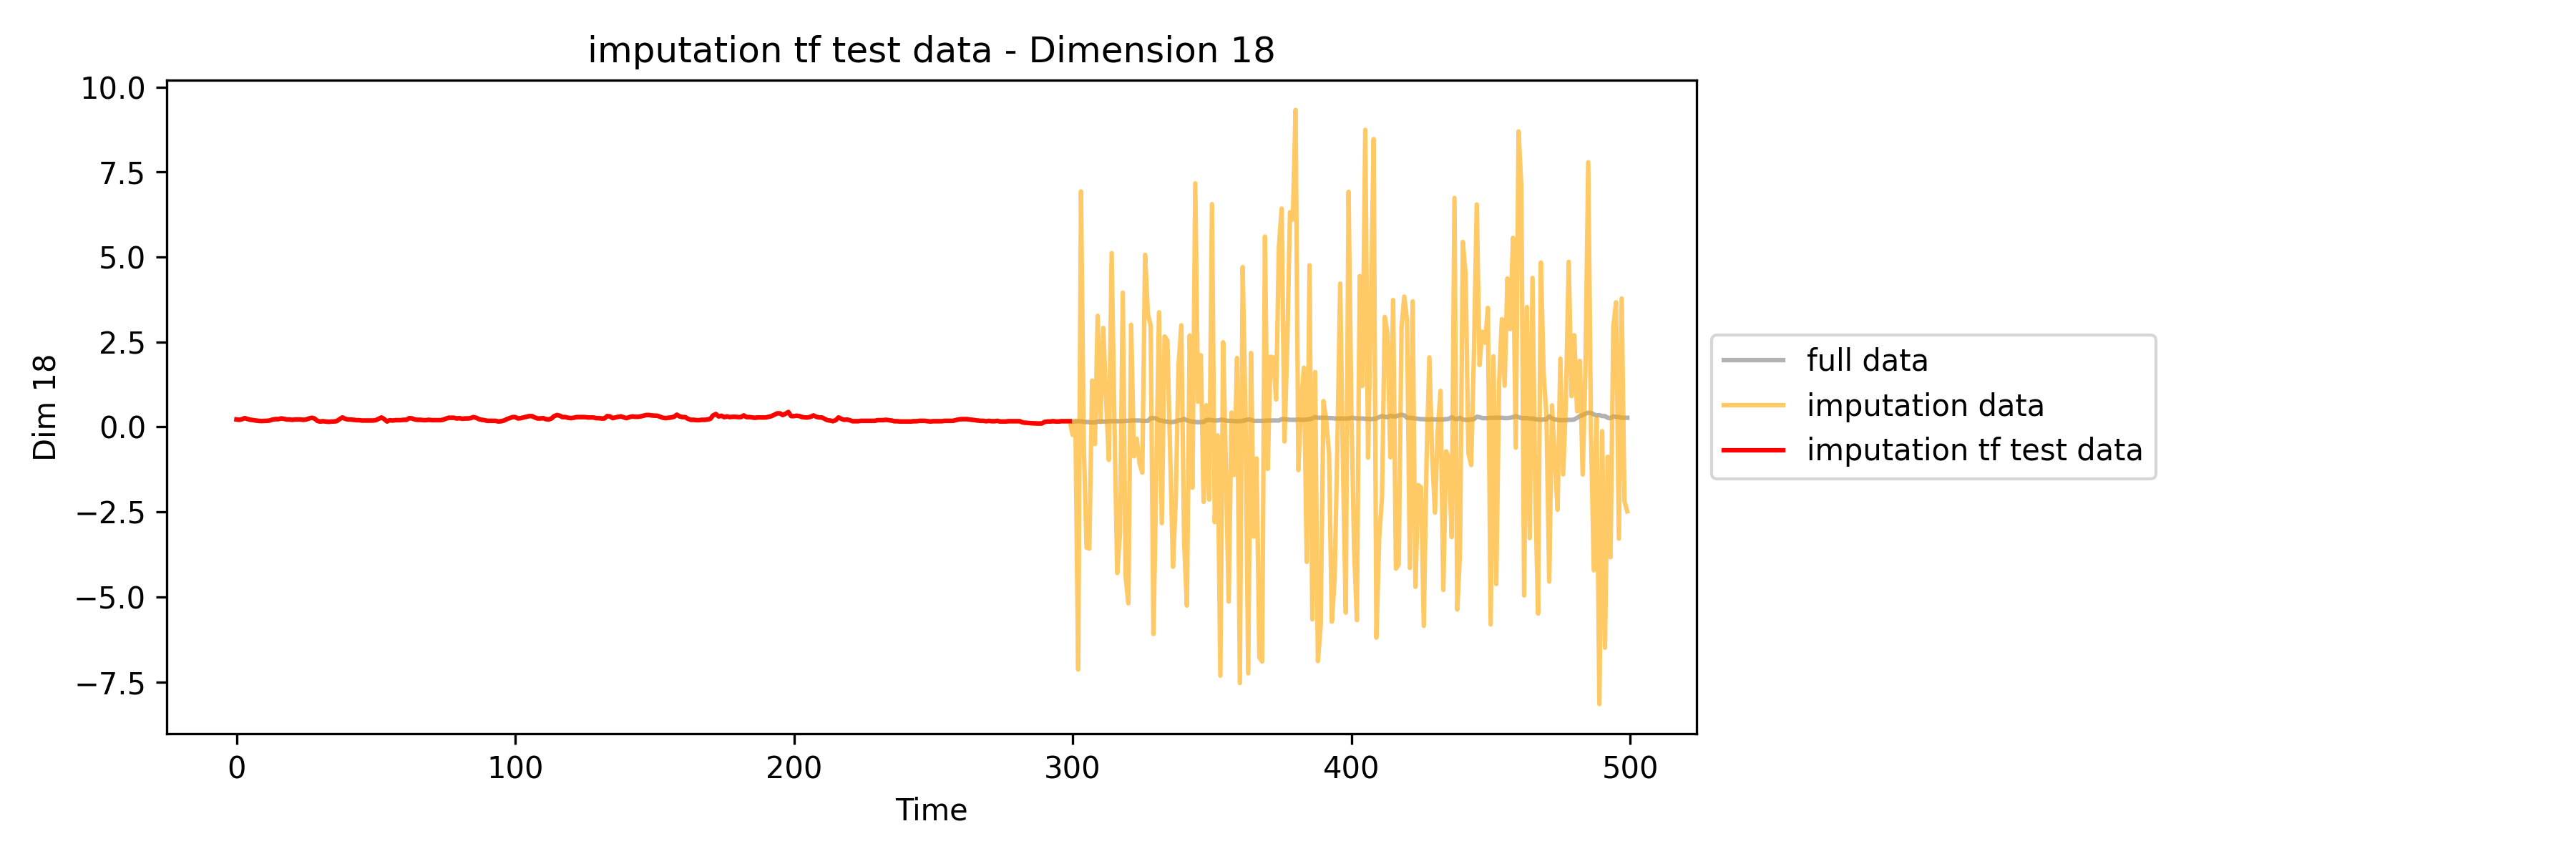 imputation tf test data - Dimension 18
10.0
7.5
5.0
2.5
0.0
−2.5
−5.0
−7.5
Dim 18
0
100
200
300
400
500
Time
full data
imputation data
imputation tf test data